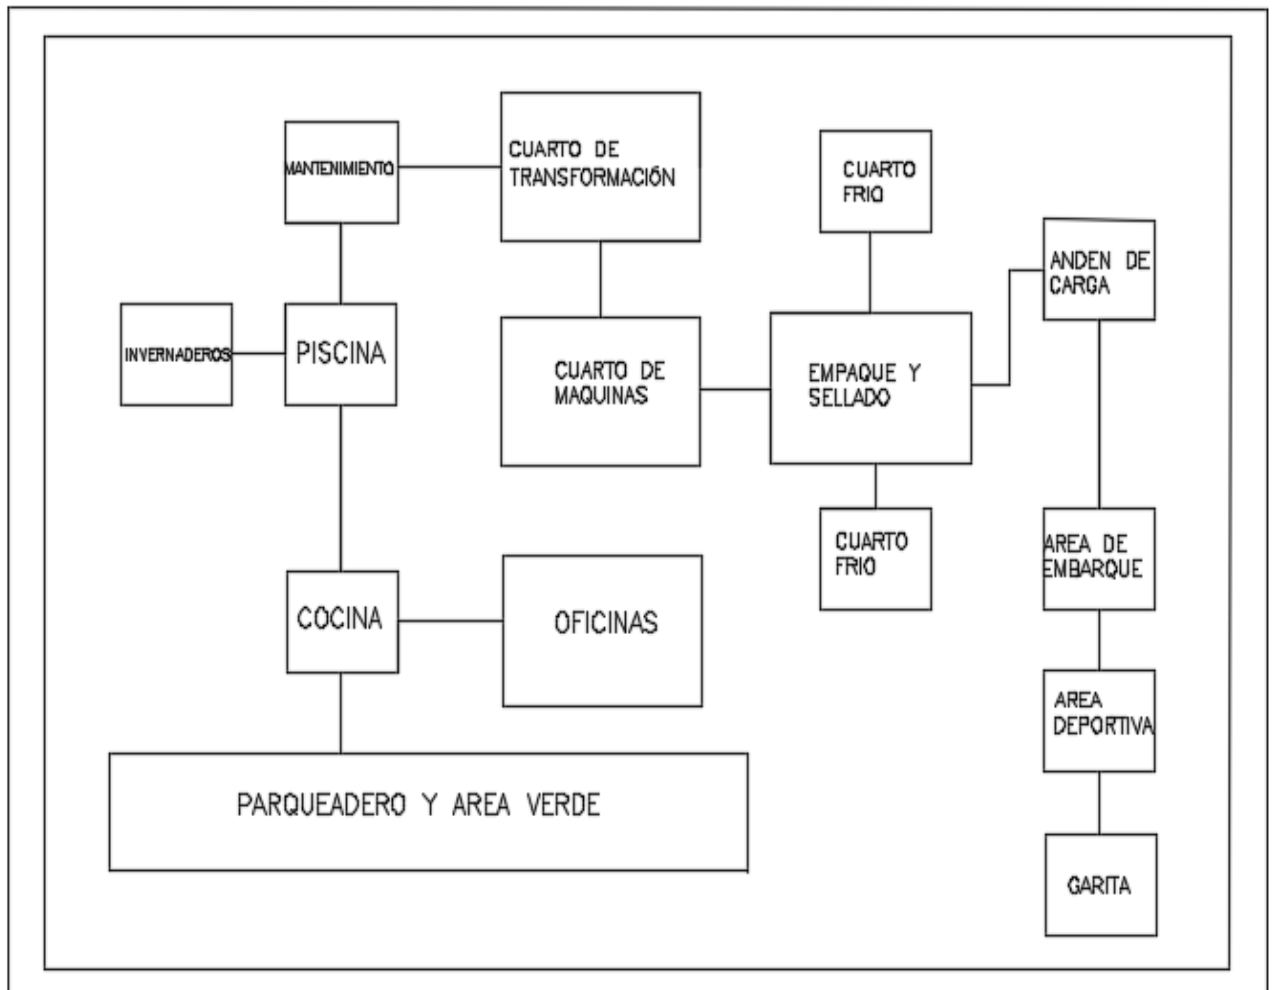 MANTENIMIENTO
CUARTO DE
TRANSFORMACIÓN
CUARTO
FRIO
ANDEN DE
CARGA
INVERNADEROS
PISCINA
CUARTO DE
MAQUINAS
EMPAQUE Y
SELLADO
CUARTO
FRIO
AREA DE
EMBARQUE
COCINA
OFICINAS
AREA
DEPORTIVA
PARQUEADERO Y AREA VERDE
GARITA